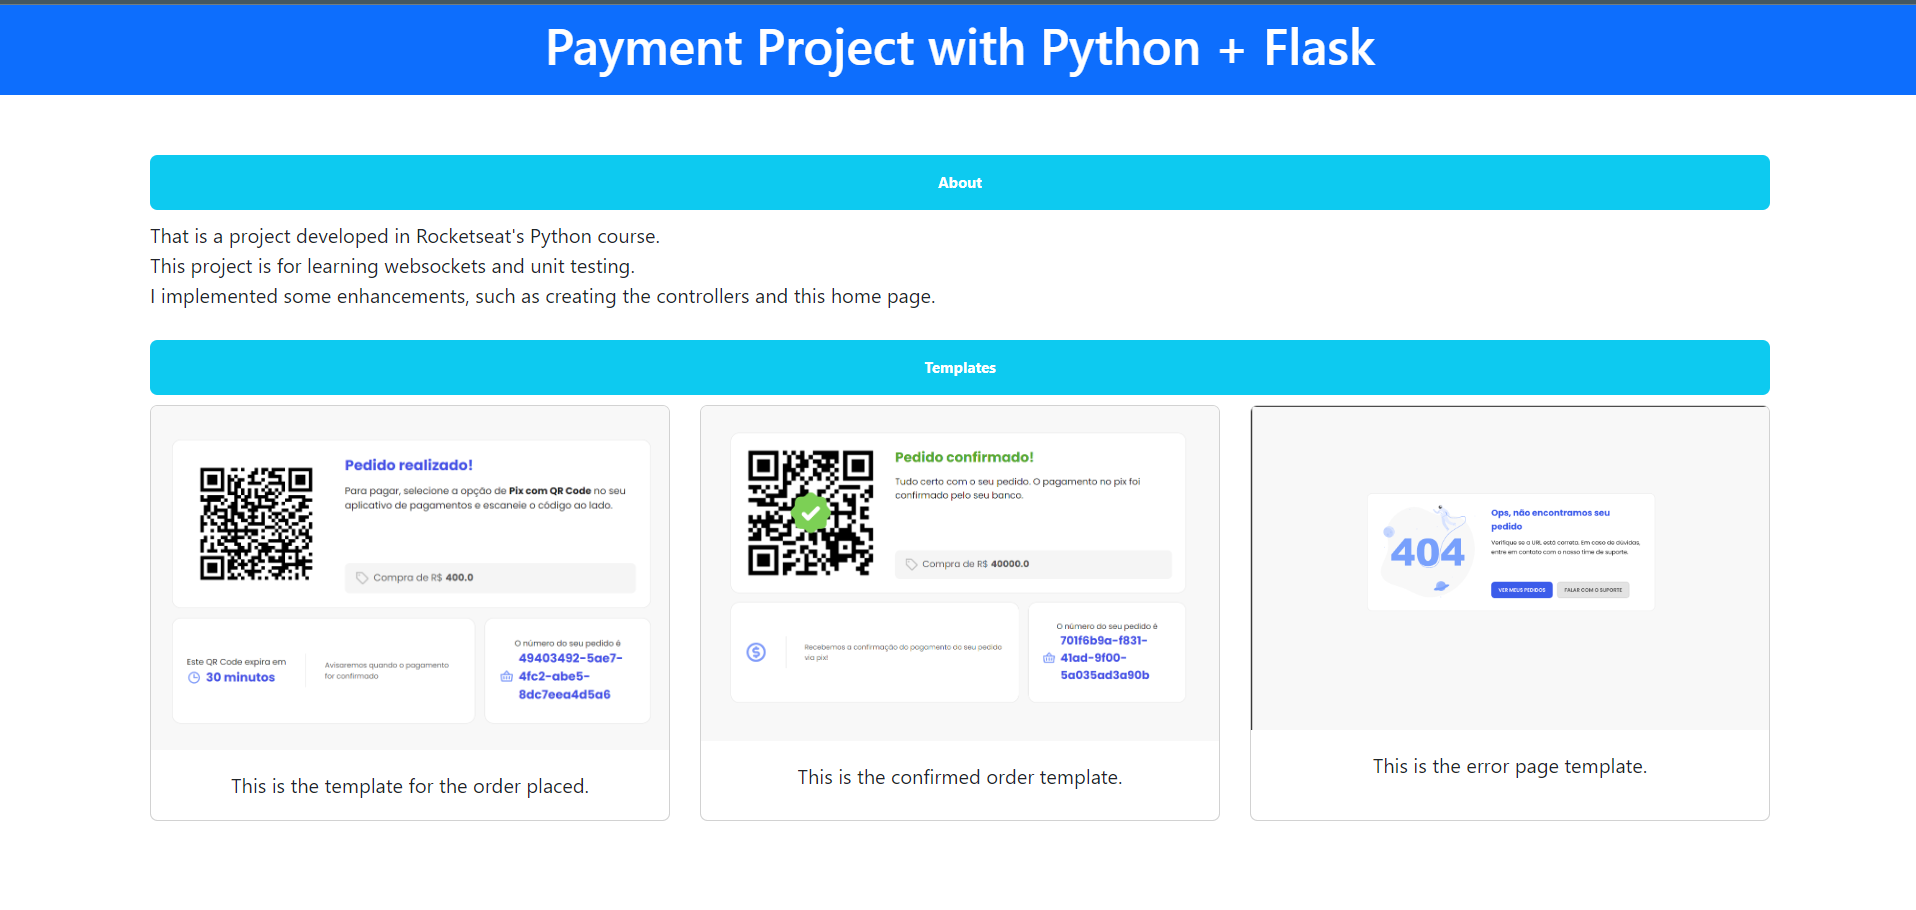 Payment Project with Python + Flask
About
That is a project developed in Rocketseat's Python course.
This project is for learning websockets and unit testing.
I implemented some enhancements, such as creating the controllers and this home page.
Templates
Pedido realizado!
Para pagar, selecione a opção de Pix com QR Code no seu
aplicativo de pagamentos e escaneie o código ao lado.
Compra de R$ 400.0
Este QR Code expira em
30 minutos
Avisaremos quando o pagamento
for confirmado
O número do seu pedido é
49403492-5ae7-
4fc2-abe5-
8dc7eea4d5a6
This is the template for the order placed.
Pedido confirmado!
Tudo certo com o seu pedido. O pagamento no pix foi
confirmado pelo seu banco.
Compra de R$ 40000.0
Recebemos a confirmação do pagamento do seu pedido
via pix!
O número do seu pedido é
701f6b9a-f831-
41ad-9f00-
5a035ad3a90b
This is the confirmed order template.
404
Ops, não encontramos seu
pedido
Verifique se a URL está correta. Em caso de dúvidas,
entre em contato com o nosso time de suporte.
VER MEUS PEDIDOS
FALAR COM O SUPORTE
This is the error page template.